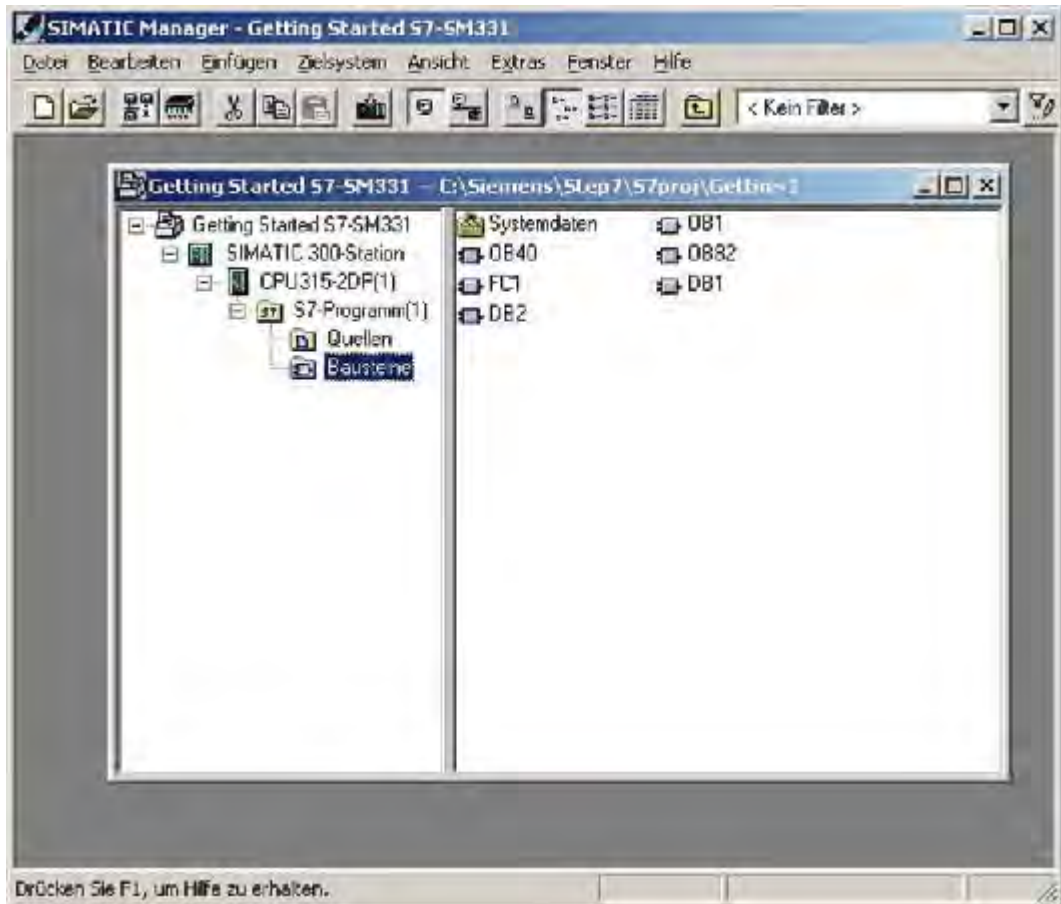 SIMATIC Manager - Getting Started S7-SM331
Datei Bearbeiten Einfügen Zielsystem Ansicht Extras Fenster Hilfe
< Kein Filter >
Getting Started S7-SM331 -- C:\Siemens\Step7\S7proj\Gettin~1
Getting Started S7-SM331
SIMATIC 300-Station
CPU315-2DP(1)
S7-Programm(1)
Quellen
Bausteine
Systemdaten OB1
OB40 OB82
FC1 DB1
DB2
Drücken Sie F1, um Hilfe zu erhalten.